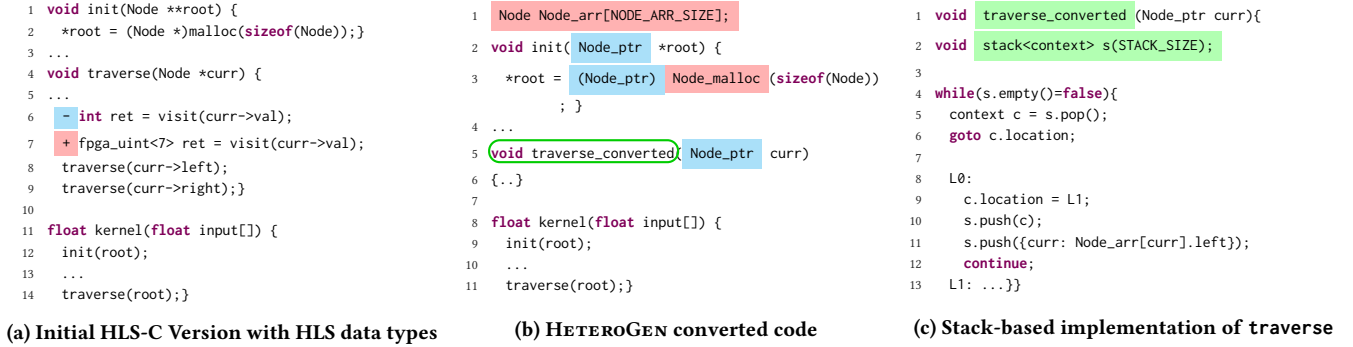 1 void init(Node **root) {
2 *root = (Node *)malloc(sizeof(Node));}
3 ...
4 void traverse(Node *curr) {
5 ...
6 - int ret = visit(curr->val);
7 + fpga_uint<7> ret = visit(curr->val);
8 traverse(curr->left);
9 traverse(curr->right);}
10
11 float kernel(float input[]) {
12 init(root);
13 ...
14 traverse(root);}
(a) Initial HLS-C Version with HLS data types
1 Node Node_arr[NODE_ARR_SIZE];
2 void init( Node_ptr *root) {
3 *root = (Node_ptr) Node_malloc (sizeof(Node))
; }
4 ...
5 void traverse_converted( Node_ptr curr)
6 {..}
7
8 float kernel(float input[]) {
9 init(root);
10 ...
11 traverse(root);}
(b) HETEROGEN converted code
1 void traverse_converted (Node_ptr curr){
2 void stack<context> s(STACK_SIZE);
3
4 while(s.empty()=false){
5 context c = s.pop();
6 goto c.location;
7
8 L0:
9 c.location = L1;
10 s.push(c);
11 s.push({curr: Node_arr[curr].left});
12 continue;
13 L1: ...}}
(c) Stack-based implementation of traverse